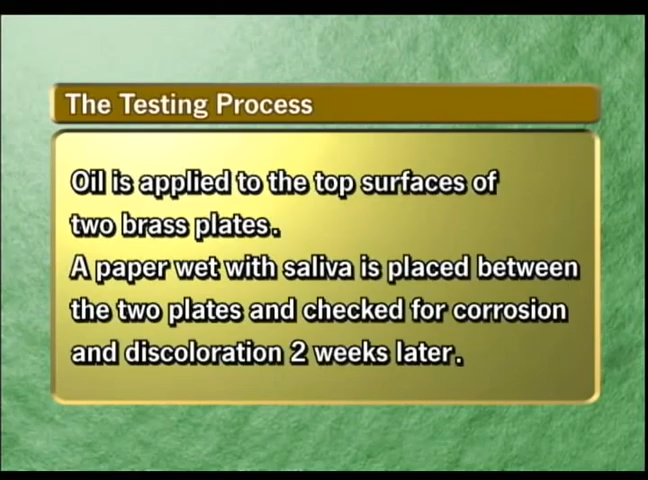 The Testing Process
Oil is applied to the top surfaces of
two brass plates.
A paper wet with saliva is placed between
the two plates and checked for corrosion
and discoloration 2 weeks later.